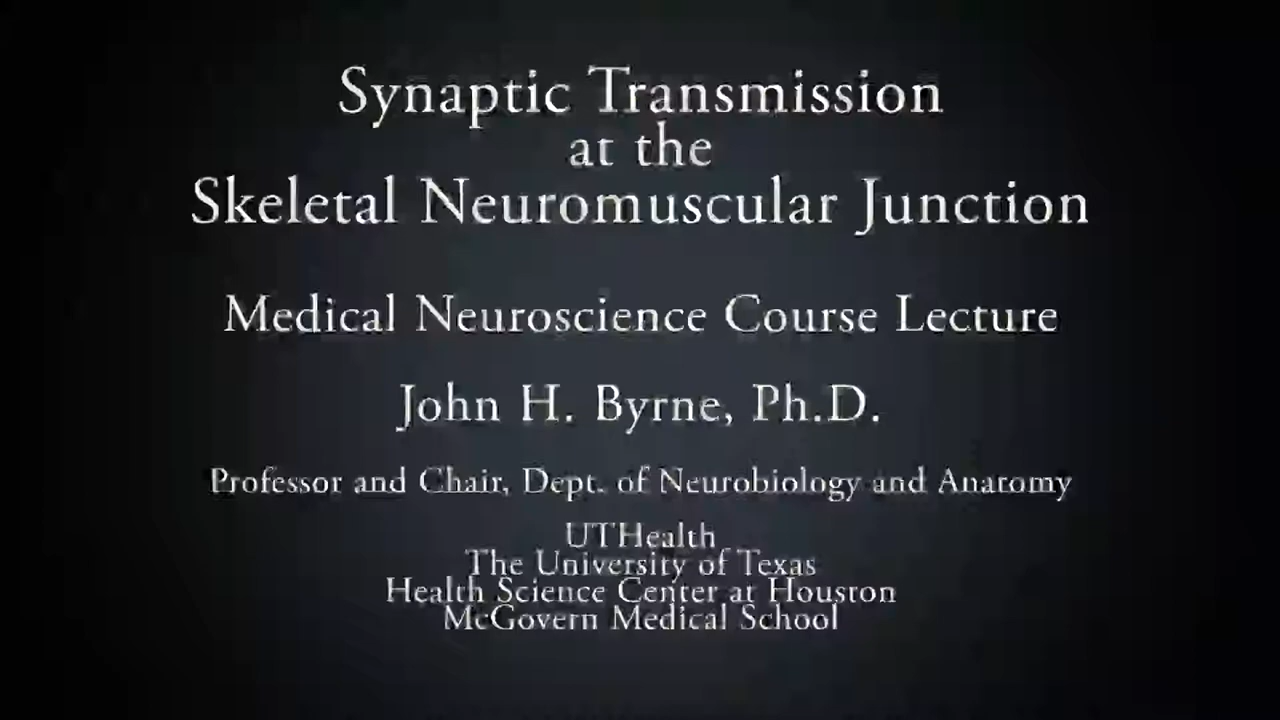 Synaptic Transmission
at the
Skeletal Neuromuscular Junction
Medical Neuroscience Course Lecture
John H. Byrne, Ph.D.
Professor and Chair, Dept. of Neurobiology and Anatomy
UTHealth
The University of Texas
Health Science Center at Houston
McGovern Medical School